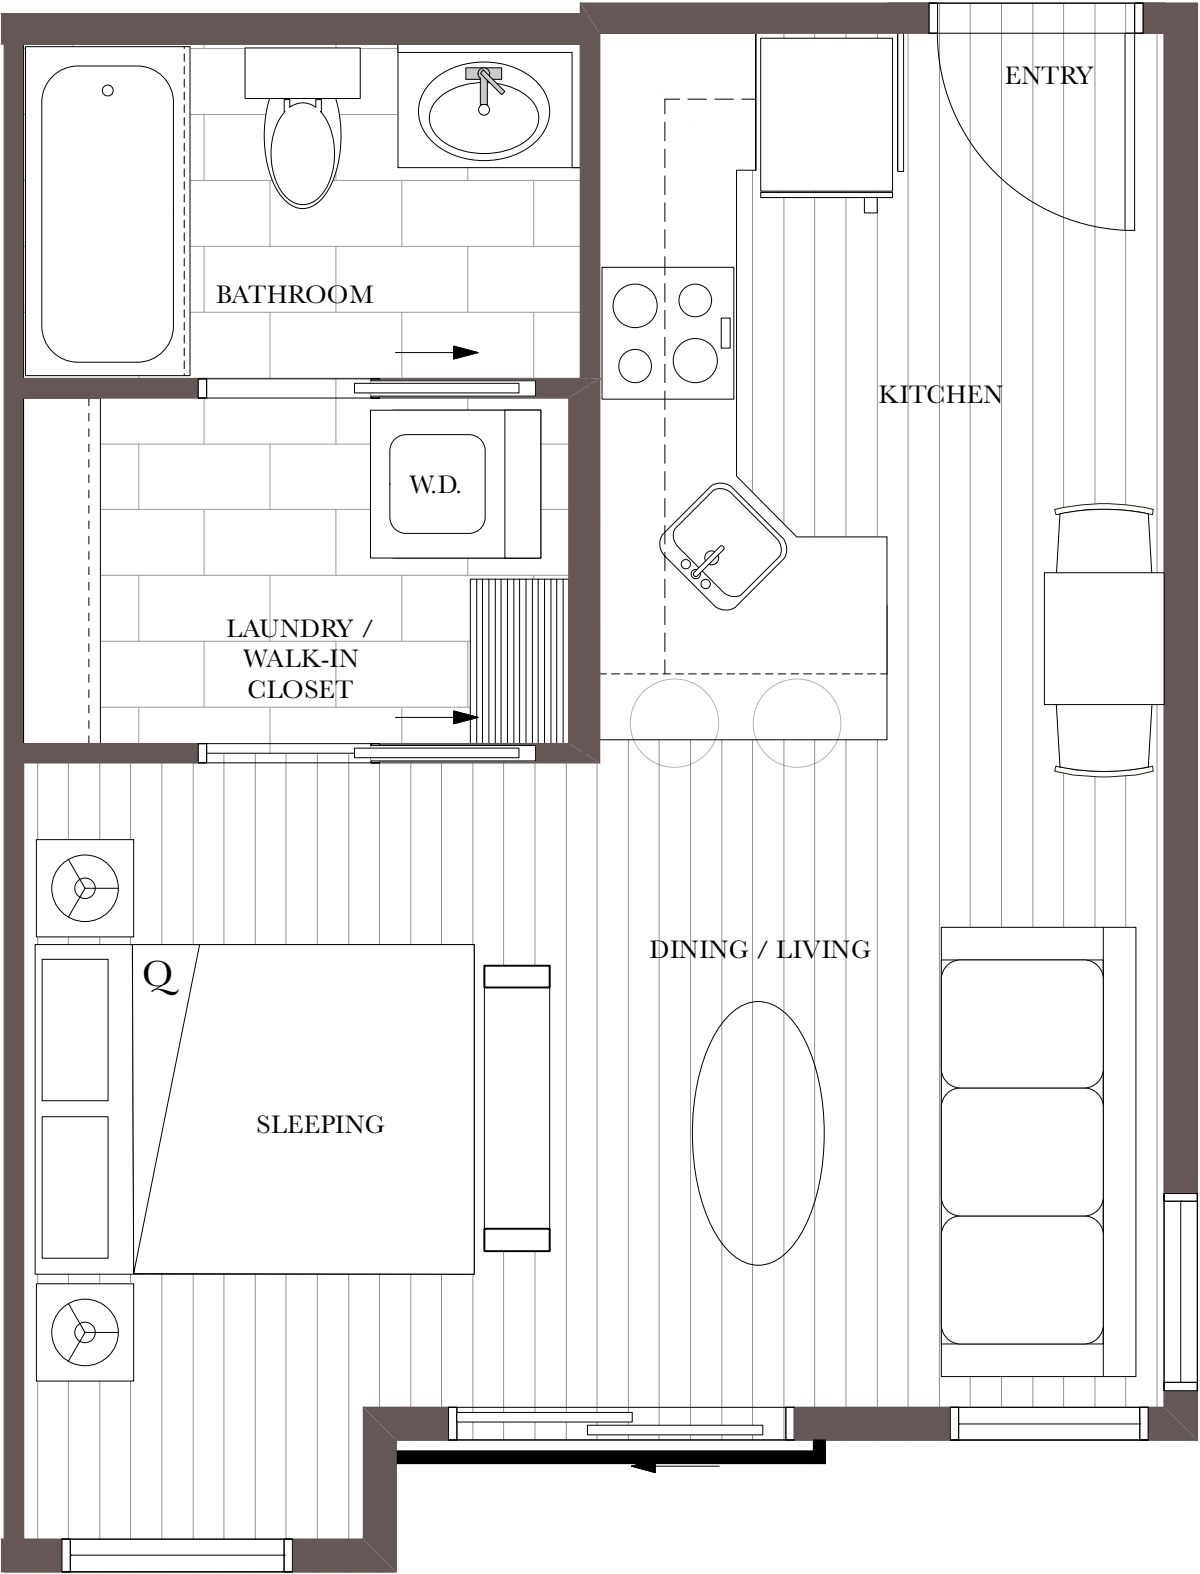 ENTRY
BATHROOM
KITCHEN
W.D.
LAUNDRY /
WALK-IN
CLOSET
DINING / LIVING
Q
SLEEPING